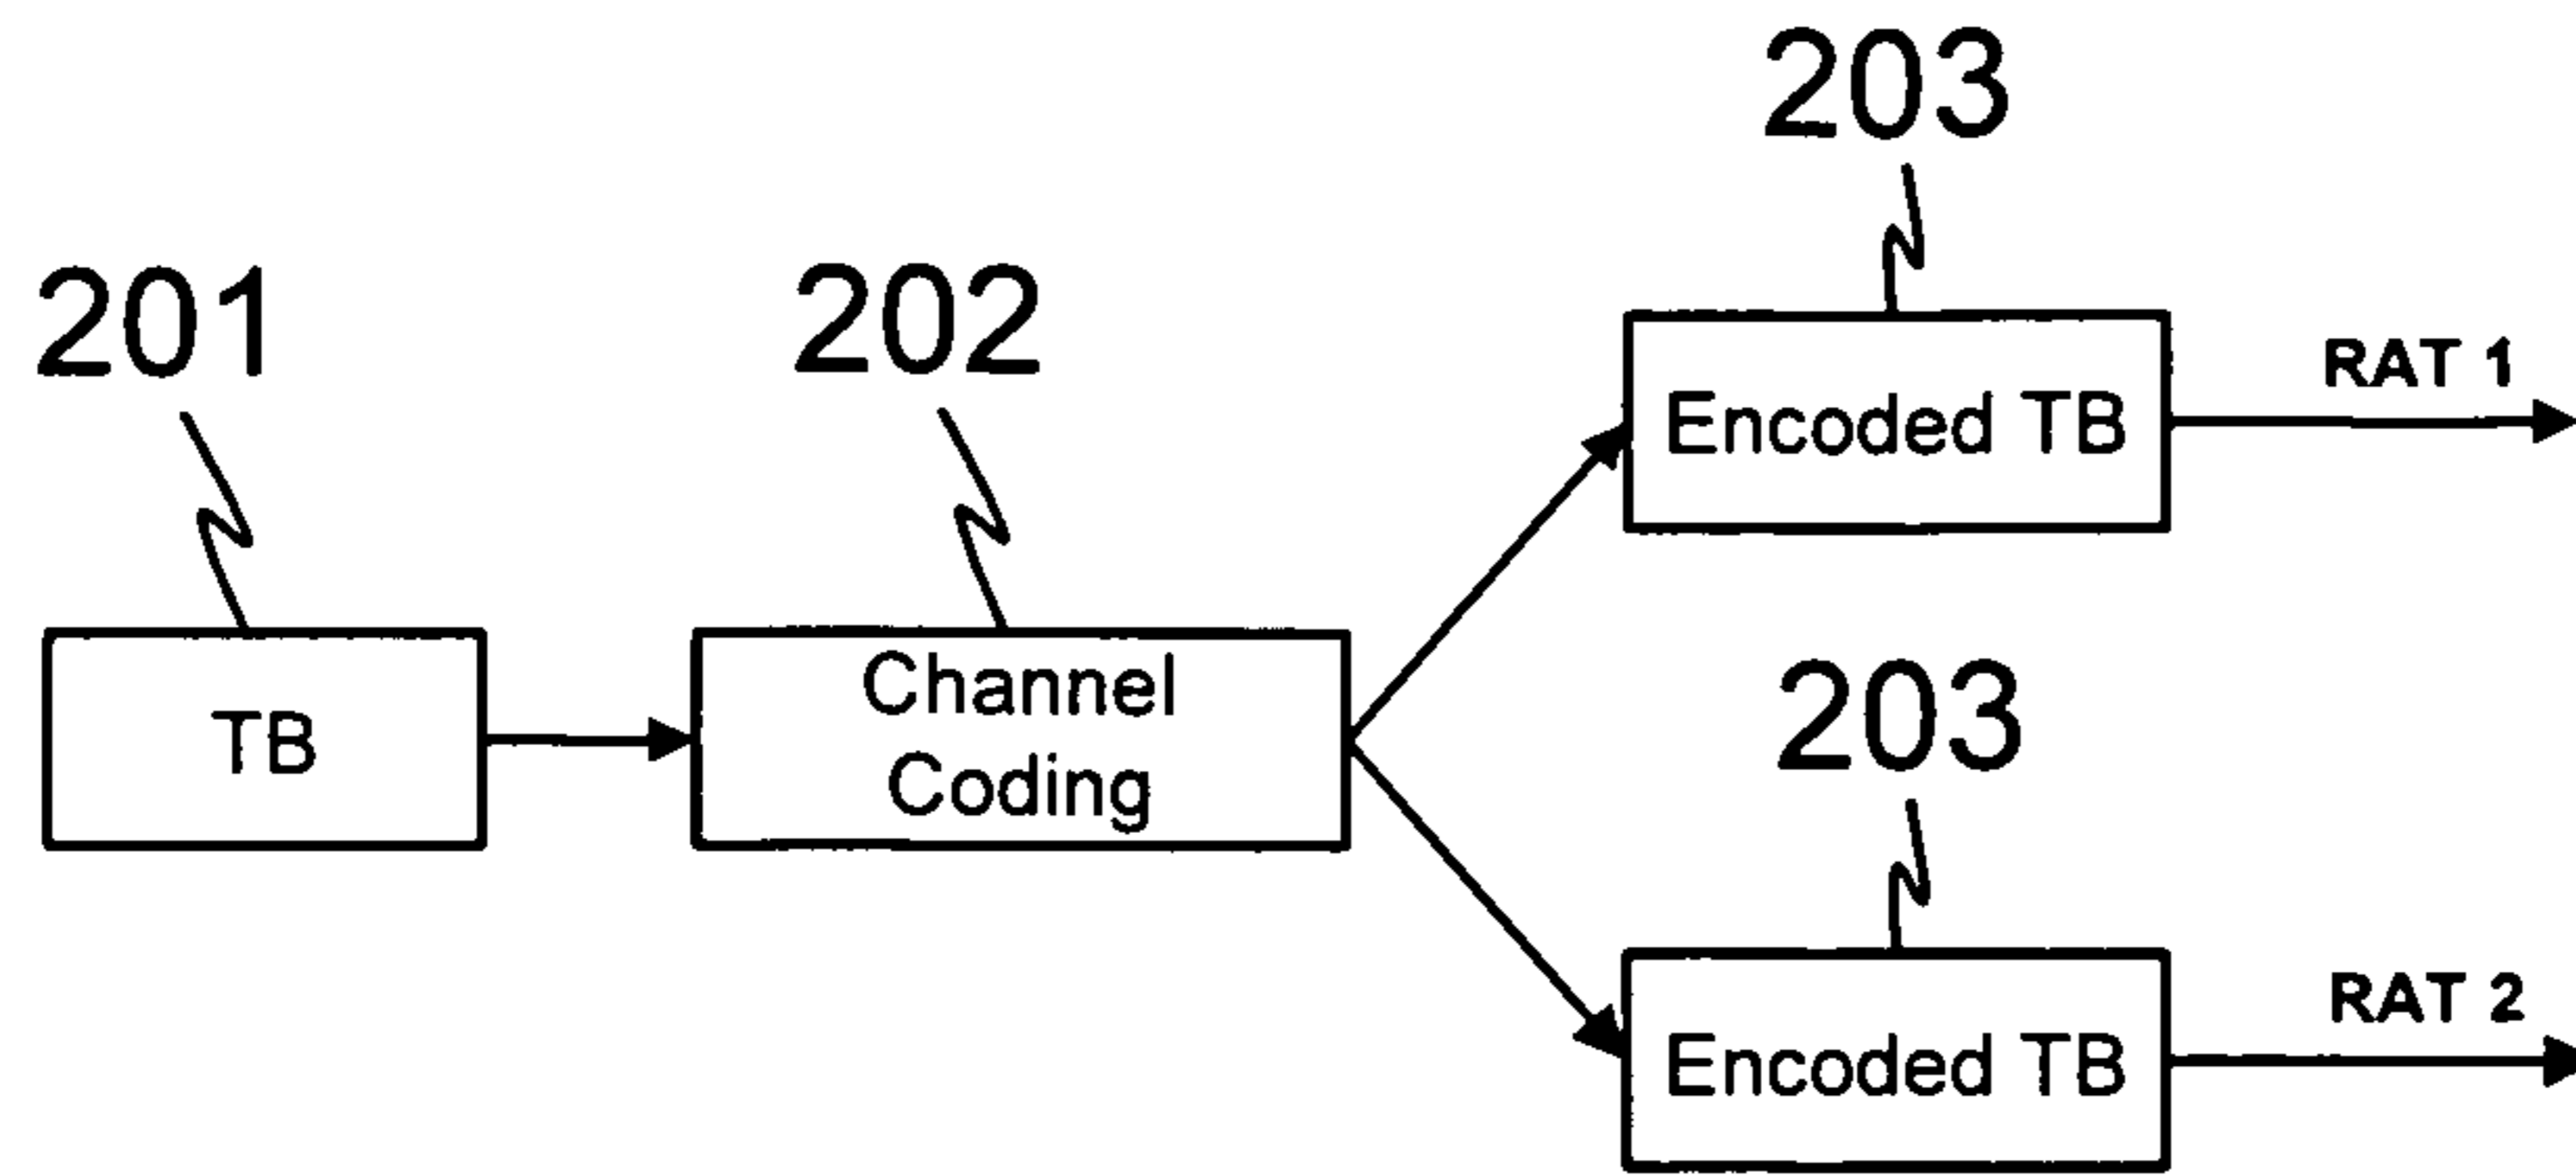 203
201
202
Encoded TB
RAT 1
TB
Channel
Coding
203
Encoded TB
RAT 2